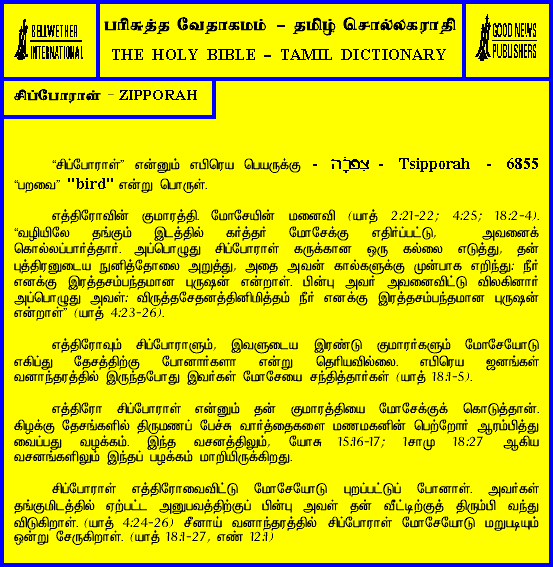 BELLWETHER
INTERNATIONAL
பரிசுத்த வேதாகமம் - தமிழ் சொல்லகராதி
THE HOLY BIBLE - TAMIL DICTIONARY
GOOD NEWS
PUBLISHERS
சிப்போராள் - ZIPPORAH
“சிப்போராள்” என்னும் எபிரெய பெயருக்கு - צִפֹּרָה - Tsipporah - 6855
“பறவை” "bird" என்று பொருள்.
எத்திரோவின் குமாரத்தி. மோசேயின் மனைவி (யாத் 2:21-22; 4:25; 18:2-4).
“வழியிலே தங்கும் இடத்தில் கர்த்தர் மோசேக்கு எதிர்ப்பட்டு, அவனைக்
கொல்லப்பார்த்தார். அப்பொழுது சிப்போராள் கருக்கான ஒரு கல்லை எடுத்து, தன்
புத்திரனுடைய நுனித்தோலை அறுத்து, அதை அவன் கால்களுக்கு முன்பாக எறிந்து: நீர்
எனக்கு இரத்தசம்பந்தமான புருஷன் என்றாள். பின்பு அவர் அவனைவிட்டு விலகினார்
அப்பொழுது அவள்: விருத்தசேதனத்தினிமித்தம் நீர் எனக்கு இரத்தசம்பந்தமான புருஷன்
என்றாள்” (யாத் 4:23-26).
எத்திரோவும் சிப்போராளும், இவளுடைய இரண்டு குமாரர்களும் மோசேயோடு
எகிப்து தேசத்திற்கு போனார்களா என்று தெரியவில்லை. எபிரெய ஜனங்கள்
வனாந்தரத்தில் இருந்தபோது இவர்கள் மோசேயை சந்தித்தார்கள் (யாத் 18:1-5).
எத்திரோ சிப்போராள் என்னும் தன் குமாரத்தியை மோசேக்குக் கொடுத்தான்.
கிழக்கு தேசங்களில் திருமணப் பேச்சு வார்த்தைகளை மணமகனின் பெற்றோர் ஆரம்பித்து
வைப்பது வழக்கம். இந்த வசனத்திலும், யோசு 15:16-17; 1சாமு 18:27 ஆகிய
வசனங்களிலும் இந்தப் பழக்கம் மாறியிருக்கிறது.
சிப்போராள் எத்திரோவைவிட்டு மோசேயோடு புறப்பட்டுப் போனாள். அவர்கள்
தங்குமிடத்தில் ஏற்பட்ட அனுபவத்திற்குப் பின்பு அவள் தன் வீட்டிற்குத் திரும்பி வந்து
விடுகிறாள். (யாத் 4:24-26) சீனாய் வனாந்தரத்தில் சிப்போராள் மோசேயோடு மறுபடியும்
ஒன்று சேருகிறாள். (யாத் 18:1-27, எண் 12:1)